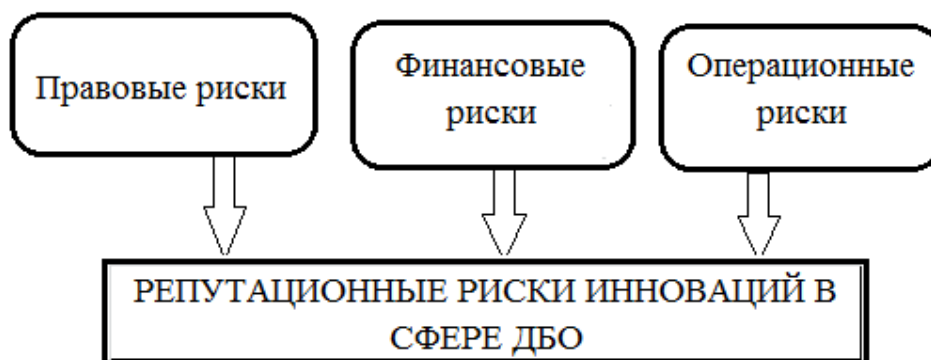 Правовые риски
Финансовые
риски
Операционные
риски
РЕПУТАЦИОННЫЕ РИСКИ ИННОВАЦИЙ В
СФЕРЕ ДБО